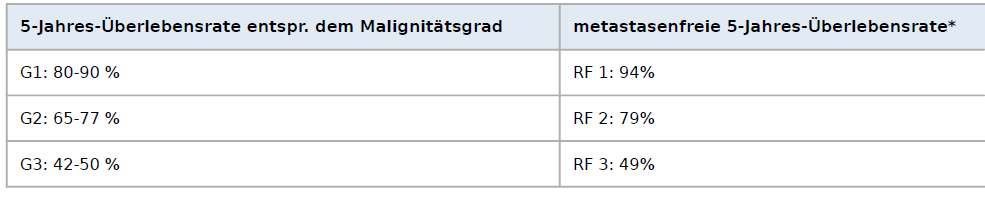 5-Jahres-Überlebensrate entspr. dem Malignitätsgrad metastasenfreie 5-Jahres-Überlebensrate*
G1: 80-90 % RF 1: 94%
G2: 65-77 % RF 2: 79%
G3: 42-50 % RF 3: 49%